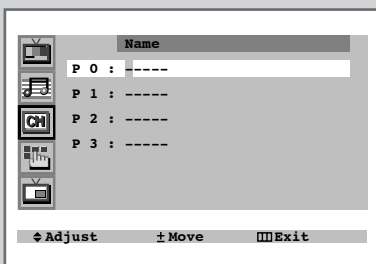 Name
P 0 : -----
P 1 : -----
P 2 : -----
P 3 : -----
CH
Adjust ± Move Exit